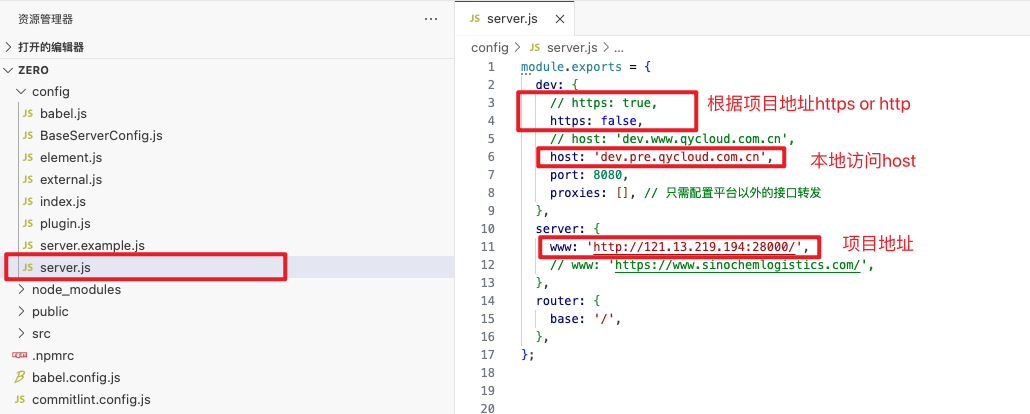 资源管理器
···
打开的编辑器
ZERO
config
JS babel.js
JS BaseServerConfig.js
JS element.js
JS external.js
JS index.js
JS plugin.js
JS server.example.js
JS server.js
node_modules
public
src
npm .npmrc
babel.config.js
JS commitlint.config.js
JS server.js ×
config > JS server.js > ...
1 module.exports = {
2 dev: {
3 // https: true,
4 https: false,
根据项目地址https or http
5 // host: 'dev.www.qycloud.com.cn',
6 host: 'dev.pre.qycloud.com.cn',
本地访问host
7 port: 8080,
8 proxies: [], // 只需配置平台以外的接口转发
9 },
10 server: {
11 www: 'http://121.13.219.194:28000/',
项目地址
12 // www: 'https://www.sinochemlogistics.com/',
13 },
14 router: {
15 base: '/',
16 },
17 };
18
19
20